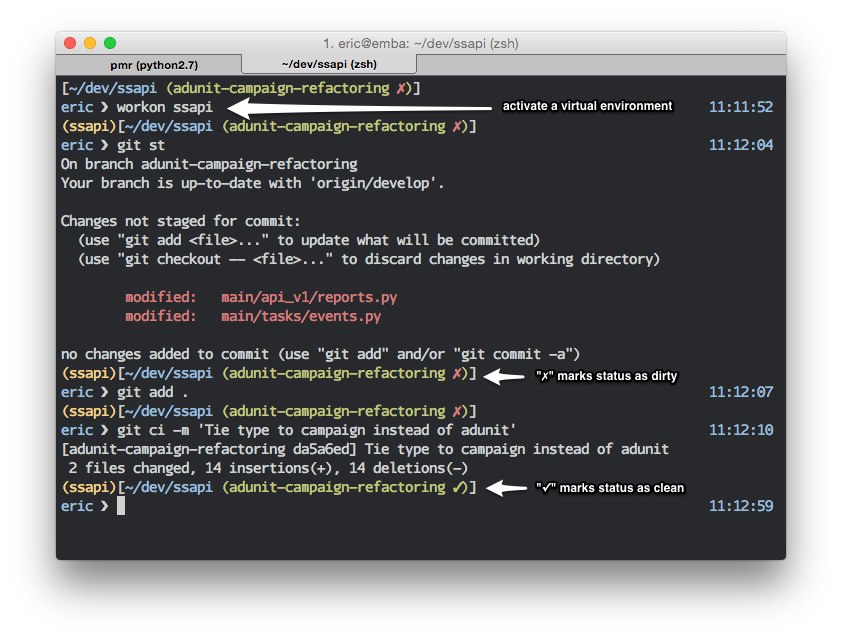 1. eric@emba: ~/dev/ssapi (zsh)
pmr (python2.7) ~/dev/ssapi (zsh)
[~/dev/ssapi (adunit-campaign-refactoring ✗)]
eric ❯ workon ssapi activate a virtual environment 11:11:52
(ssapi)[~/dev/ssapi (adunit-campaign-refactoring ✗)]
eric ❯ git st 11:12:04
On branch adunit-campaign-refactoring
Your branch is up-to-date with 'origin/develop'.
Changes not staged for commit:
(use "git add <file>..." to update what will be committed)
(use "git checkout -- <file>..." to discard changes in working directory)
modified: main/api_v1/reports.py
modified: main/tasks/events.py
no changes added to commit (use "git add" and/or "git commit -a")
(ssapi)[~/dev/ssapi (adunit-campaign-refactoring ✗)] "✗" marks status as dirty
eric ❯ git add . 11:12:07
(ssapi)[~/dev/ssapi (adunit-campaign-refactoring ✗)]
eric ❯ git ci -m 'Tie type to campaign instead of adunit' 11:12:10
[adunit-campaign-refactoring da5a6ed] Tie type to campaign instead of adunit
2 files changed, 14 insertions(+), 14 deletions(-)
(ssapi)[~/dev/ssapi (adunit-campaign-refactoring ✓)] "✓" marks status as clean
eric ❯ 11:12:59